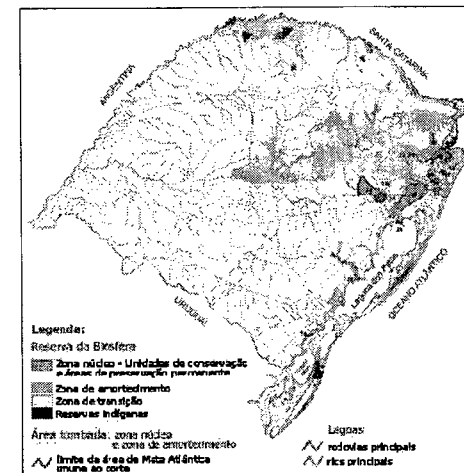 SANTA CATARINA
ARGENTINA
Laguna dos Patos
OCEANO ATLÂNTICO
URUGUAI
Legenda:
Reserva da Biosfera
Zona núcleo - Unidades de conservação
e áreas de preservação permanente
Zona de amortecimento
Zona de transição
Reservas indígenas
Área tombada: zona núcleo
e zona de amortecimento
limite da área de Mata Atlântica
imune ao corte
Lagoas
rodovias principais
rios principais